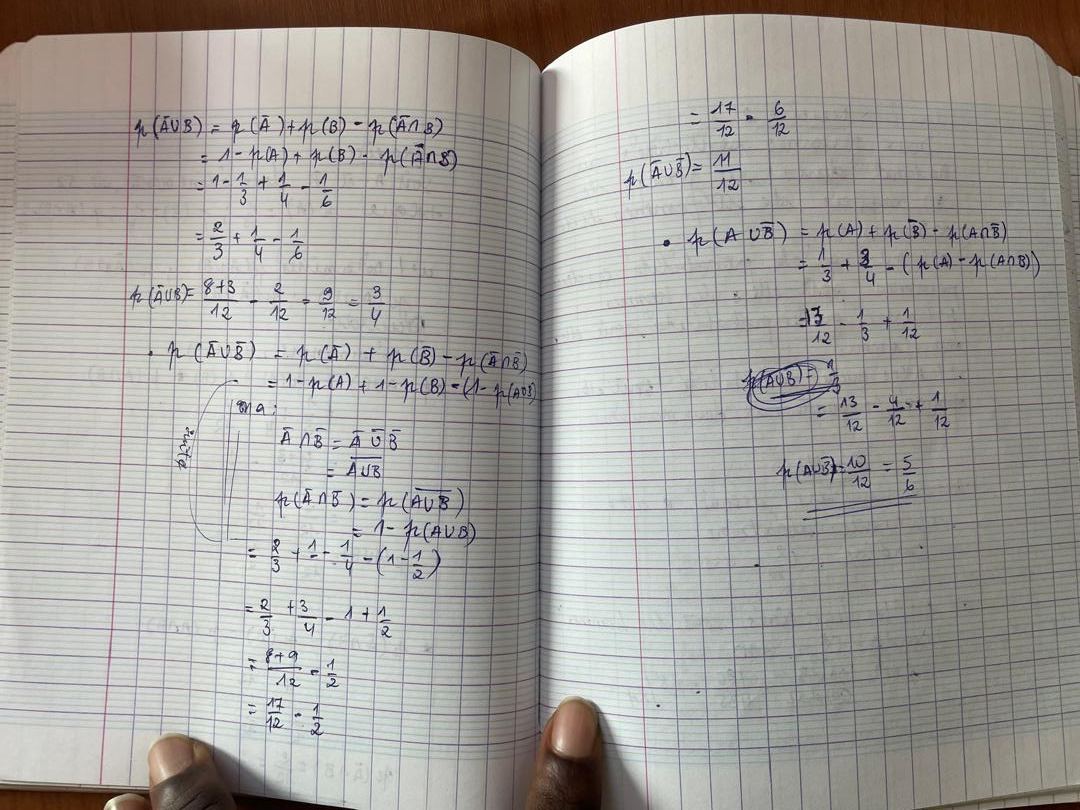 p(A̅∪B) = p(A̅)+p(B) - p(A̅∩B)
= 1-p(A) + p(B) - p(A̅∩B)
= 1 - 1/3 + 1/4 - 1/6
= 2/3 + 1/4 - 1/6
p(A̅∪B) = (8+3)/12 - 2/12 = 9/12 = 3/4
• p(A̅∪B̅) = p(A̅) + p(B̅) - p(A̅∩B̅)
= 1-p(A) + 1-p(B) - (1- p(A∪B)
on a :
A̅ ∩ B̅ = A̅ ∪̅ B̅
= \overline{A∪B}
p(A̅∩B̅) = p(\overline{A∪B})
= 1- p(A∪B)
= 2/3 + 1 - 1/4 - (1 - 1/2)
= 2/3 + 3/4 - 1 + 1/2
= (8+9)/12 - 1/2
= 17/12 - 1/2
= 17/12 - 6/12
p(A̅∪B̅) = 11/12
• p(A∪B̅) = p(A) + p(B̅) - p(A∩B̅)
= 1/3 + 3/4 - (p(A) - p(A∩B))
= 13/12 - 1/3 + 1/12
= 13/12 - 4/12 + 1/12
p(A∪B̅) = 10/12 = 5/6